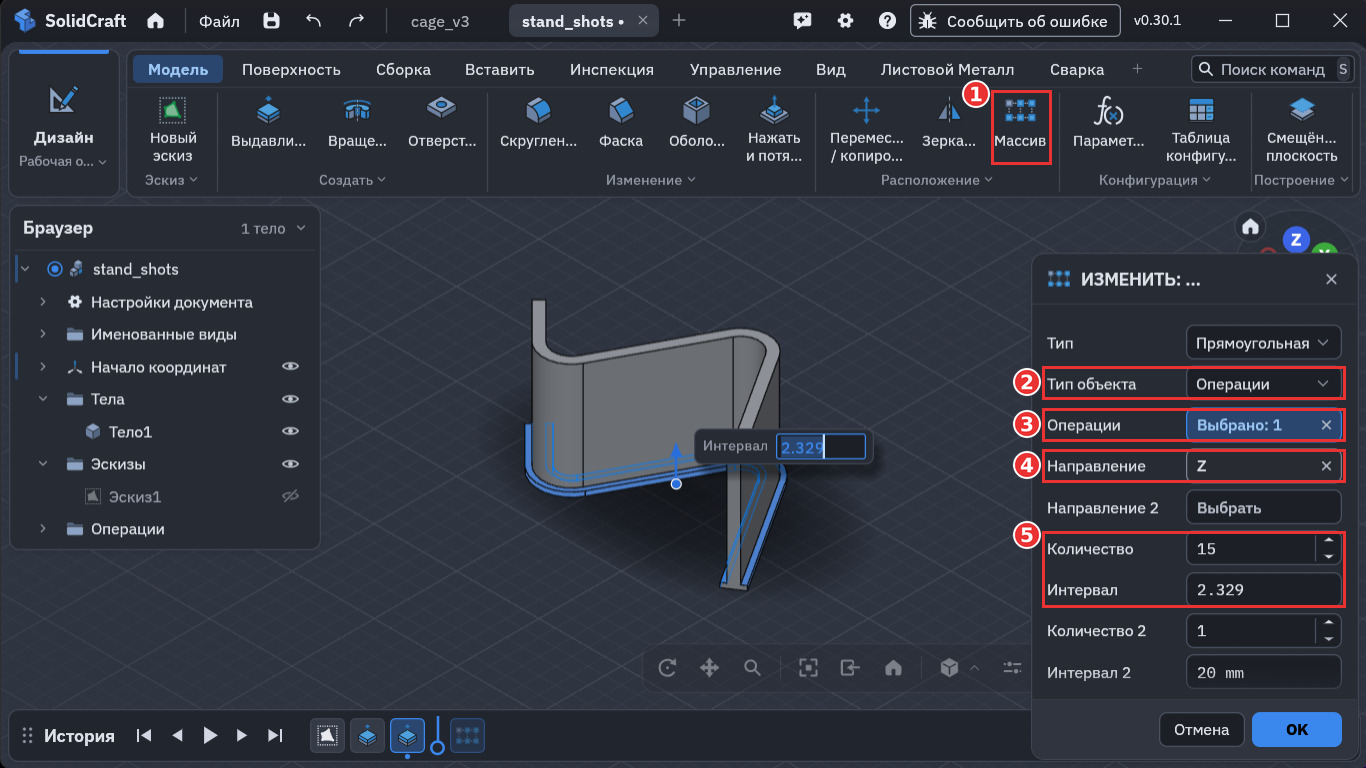 SolidCraft
Файл
cage_v3
stand_shots •
Сообщить об ошибке
v0.30.1
Дизайн
Рабочая о...
Модель
Поверхность
Сборка
Вставить
Инспекция
Управление
Вид
Листовой Металл
Сварка
Поиск команд
S
Новый
эскиз
Эскиз
Выдавли...
Враще...
Отверст...
Создать
Скруглен...
Фаска
Оболо...
Нажать
и потя...
Изменение
Перемес...
/ копиро...
Зерка...
1
Массив
Расположение
Парамет...
Таблица
конфигу...
Конфигурация
Смещён...
плоскость
Построение
Браузер
1 тело
stand_shots
Настройки документа
Именованные виды
Начало координат
Тела
Тело1
Эскизы
Эскиз1
Операции
Интервал
2.329
Z
ИЗМЕНИТЬ: ...
Тип
Прямоугольная
2
Тип объекта
Операции
3
Операции
Выбрано: 1
4
Направление
Z
Направление 2
Выбрать
5
Количество
15
Интервал
2.329
Количество 2
1
Интервал 2
20 mm
Отмена
OK
История